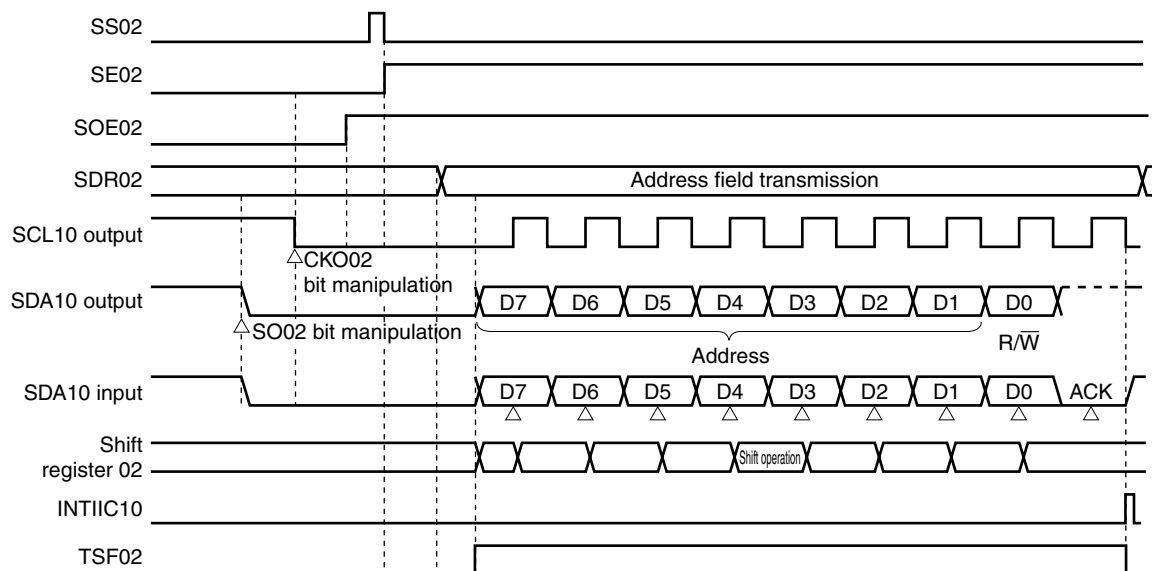 SS02
SE02
SOE02
SDR02
Address field transmission
SCL10 output
CKO02
bit manipulation
SDA10 output
D7 D6 D5 D4 D3 D2 D1 D0
SO02 bit manipulation
Address
R/W̅
SDA10 input
D7 D6 D5 D4 D3 D2 D1 D0 ACK
Shift
register 02
Shift operation
INTIIC10
TSF02